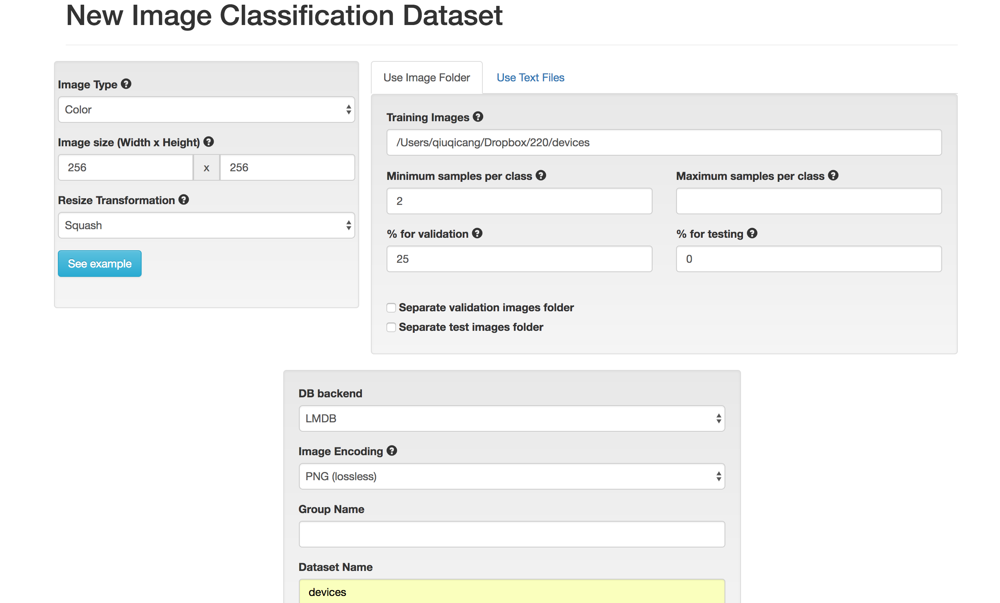 New Image Classification Dataset
Image Type
Color
Image size (Width x Height)
256 x 256
Resize Transformation
Squash
See example
Use Image Folder Use Text Files
Training Images
/Users/qiuqicang/Dropbox/220/devices
Minimum samples per class Maximum samples per class
2
% for validation % for testing
25 0
Separate validation images folder
Separate test images folder
DB backend
LMDB
Image Encoding
PNG (lossless)
Group Name
Dataset Name
devices